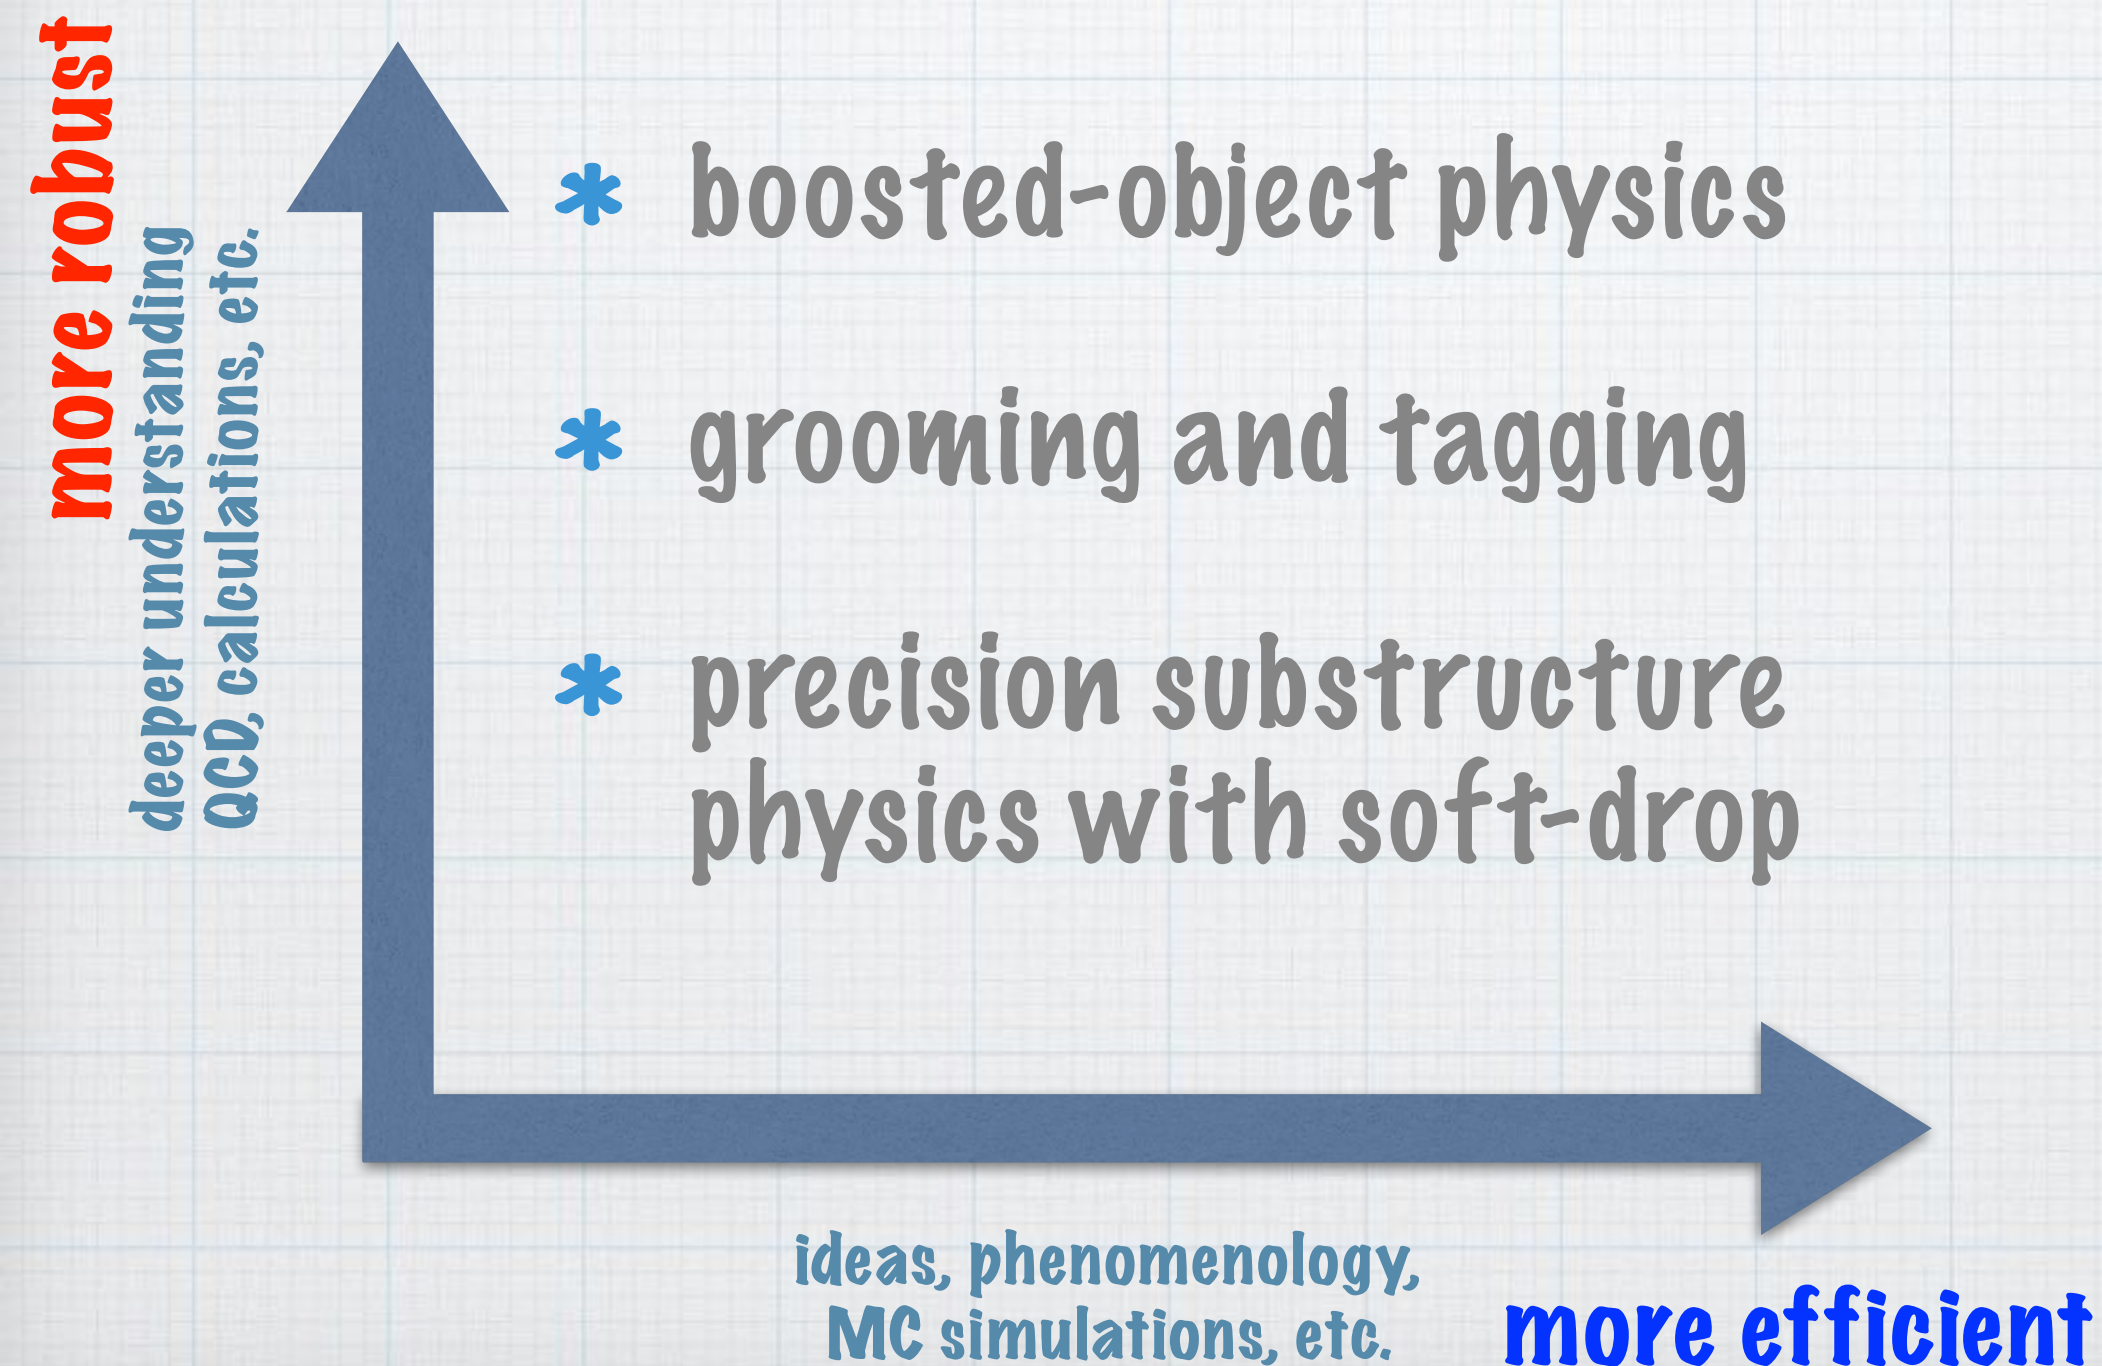 more robust
deeper understanding
QCD, calculations, etc.
* boosted-object physics
* grooming and tagging
* precision substructure
physics with soft-drop
ideas, phenomenology,
MC simulations, etc.
more efficient